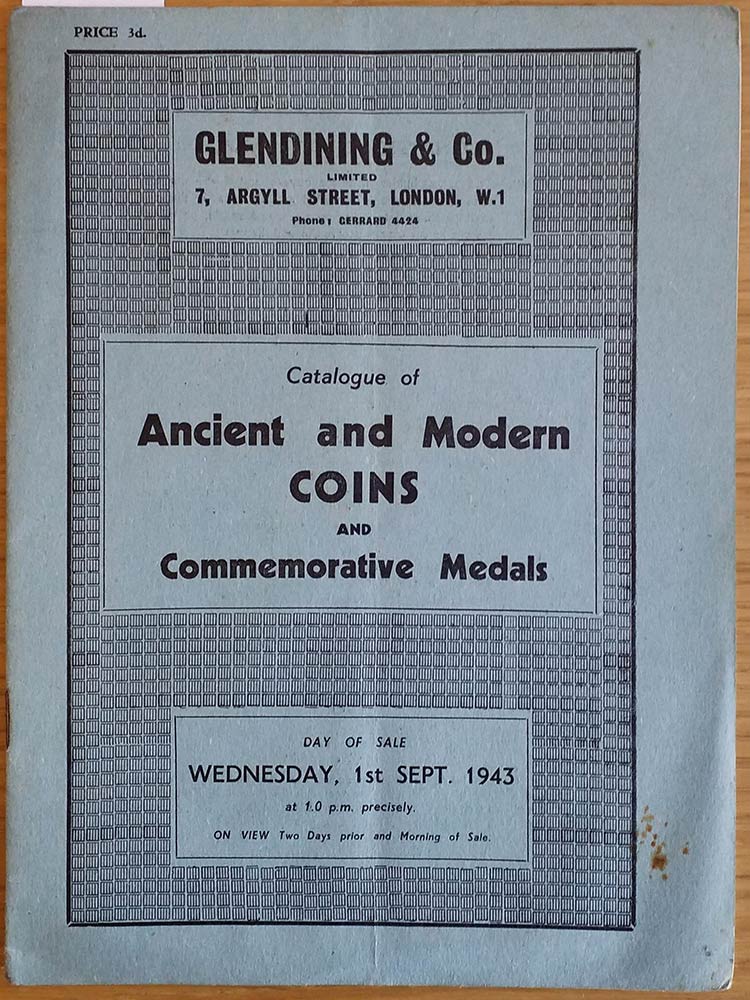 PRICE 3d.
GLENDINING & Co.
LIMITED
7, ARGYLL STREET, LONDON, W.1
Phone: GERRARD 4424
Catalogue of
Ancient and Modern
COINS
AND
Commemorative Medals
DAY OF SALE
WEDNESDAY, 1st SEPT. 1943
at 1.0 p.m. precisely.
ON VIEW Two Days prior and Morning of Sale.